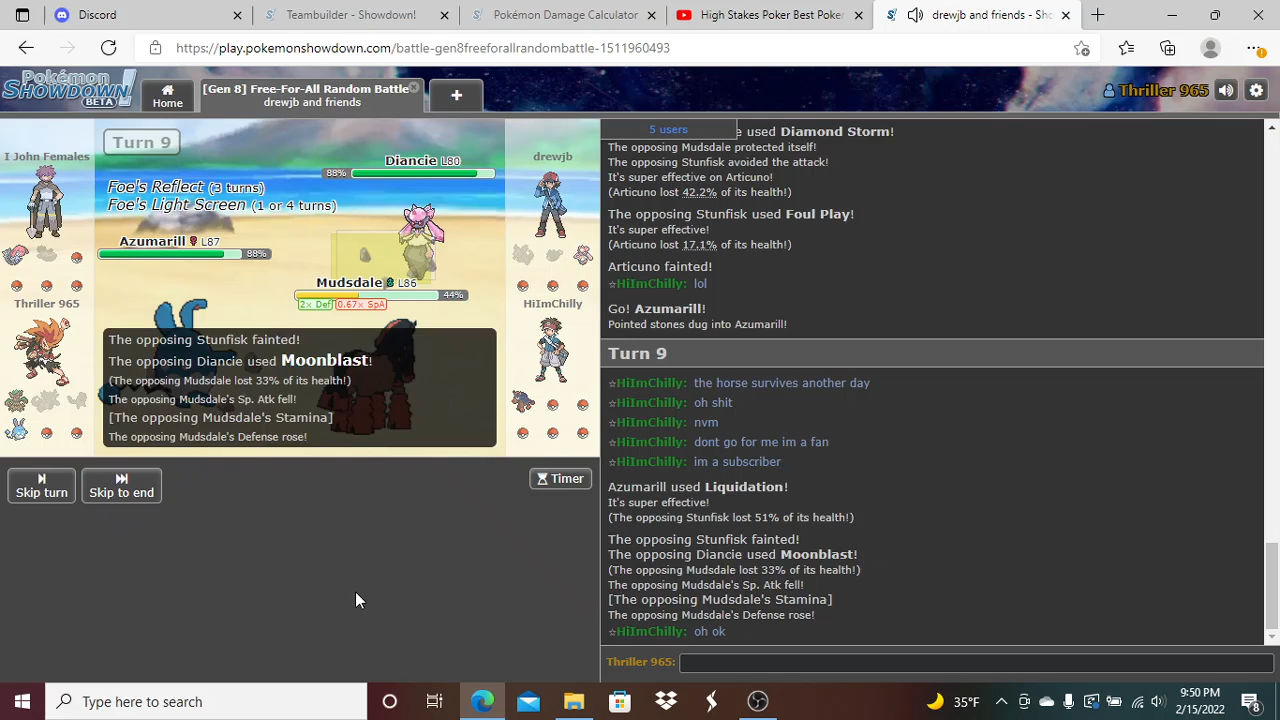 Discord
Teambuilder - Showdown!
Pokémon Damage Calculator
High Stakes Poker Best Poker
drewjb and friends - Sho
https://play.pokemonshowdown.com/battle-gen8freeforallrandombattle-1511960493
Pokémon
SHOWDOWN!
BETA
Home
[Gen 8] Free-For-All Random Battle
drewjb and friends
+
Thriller 965
I John Females
Thriller 965
Turn 9
Foe's Reflect (3 turns)
Foe's Light Screen (1 or 4 turns)
Diancie L80
88%
Azumarill L87
88%
Mudsdale L86
44%
2× Def 0.67× SpA
The opposing Stunfisk fainted!
The opposing Diancie used Moonblast!
(The opposing Mudsdale lost 33% of its health!)
The opposing Mudsdale's Sp. Atk fell!
[The opposing Mudsdale's Stamina]
The opposing Mudsdale's Defense rose!
drewjb
HiImChilly
Skip turn
Skip to end
Timer
5 users
e used Diamond Storm!
The opposing Mudsdale protected itself!
The opposing Stunfisk avoided the attack!
It's super effective on Articuno!
(Articuno lost 42.2% of its health!)
The opposing Stunfisk used Foul Play!
It's super effective!
(Articuno lost 17.1% of its health!)
Articuno fainted!
☆HiImChilly: lol
Go! Azumarill!
Pointed stones dug into Azumarill!
Turn 9
☆HiImChilly: the horse survives another day
☆HiImChilly: oh shit
☆HiImChilly: nvm
☆HiImChilly: dont go for me im a fan
☆HiImChilly: im a subscriber
Azumarill used Liquidation!
It's super effective!
(The opposing Stunfisk lost 51% of its health!)
The opposing Stunfisk fainted!
The opposing Diancie used Moonblast!
(The opposing Mudsdale lost 33% of its health!)
The opposing Mudsdale's Sp. Atk fell!
[The opposing Mudsdale's Stamina]
The opposing Mudsdale's Defense rose!
☆HiImChilly: oh ok
Thriller 965:
Type here to search
35°F
9:50 PM
2/15/2022
8